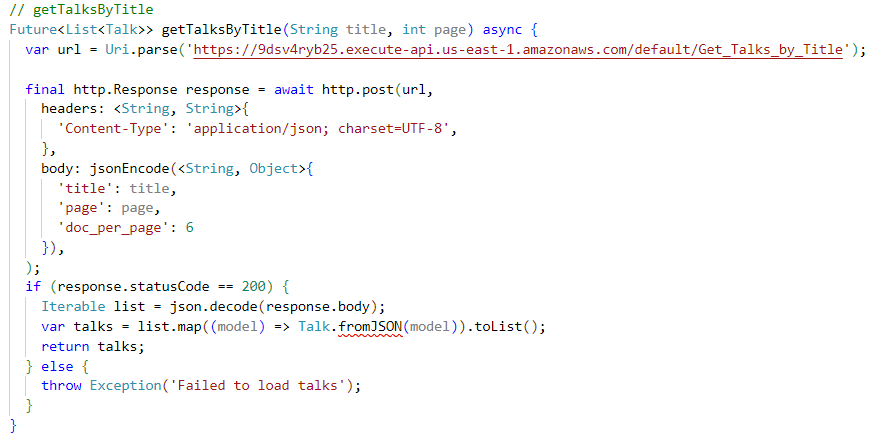 // getTalksByTitle
Future<List<Talk>> getTalksByTitle(String title, int page) async {
  var url = Uri.parse('https://9dsv4ryb25.execute-api.us-east-1.amazonaws.com/default/Get_Talks_by_Title');

  final http.Response response = await http.post(url,
    headers: <String, String>{
      'Content-Type': 'application/json; charset=UTF-8',
    },
    body: jsonEncode(<String, Object>{
      'title': title,
      'page': page,
      'doc_per_page': 6
    }),
  );
  if (response.statusCode == 200) {
    Iterable list = json.decode(response.body);
    var talks = list.map((model) => Talk.fromJSON(model)).toList();
    return talks;
  } else {
    throw Exception('Failed to load talks');
  }
}